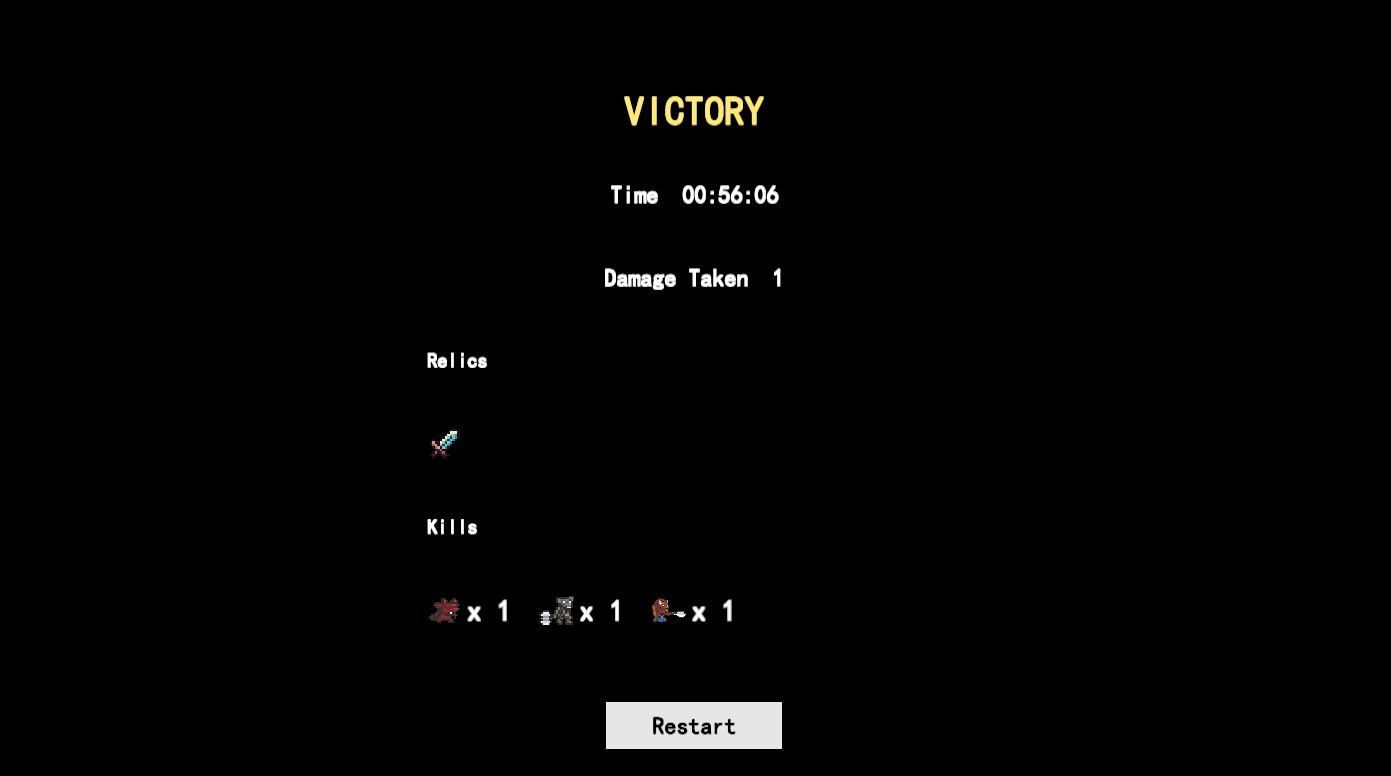 VICTORY
Time 00:56:06
Damage Taken 1
Relics
Kills
x 1 x 1 x 1
Restart